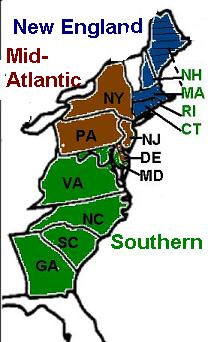 New England
Mid-
Atlantic
NH
MA
RI
CT
NY
PA
NJ
DE
MD
VA
NC
SC
GA
Southern